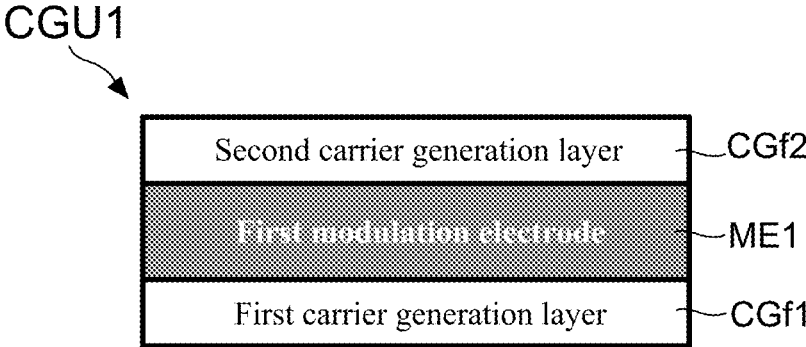 CGU1
Second carrier generation layer
CGf2
First modulation electrode
ME1
First carrier generation layer
CGf1